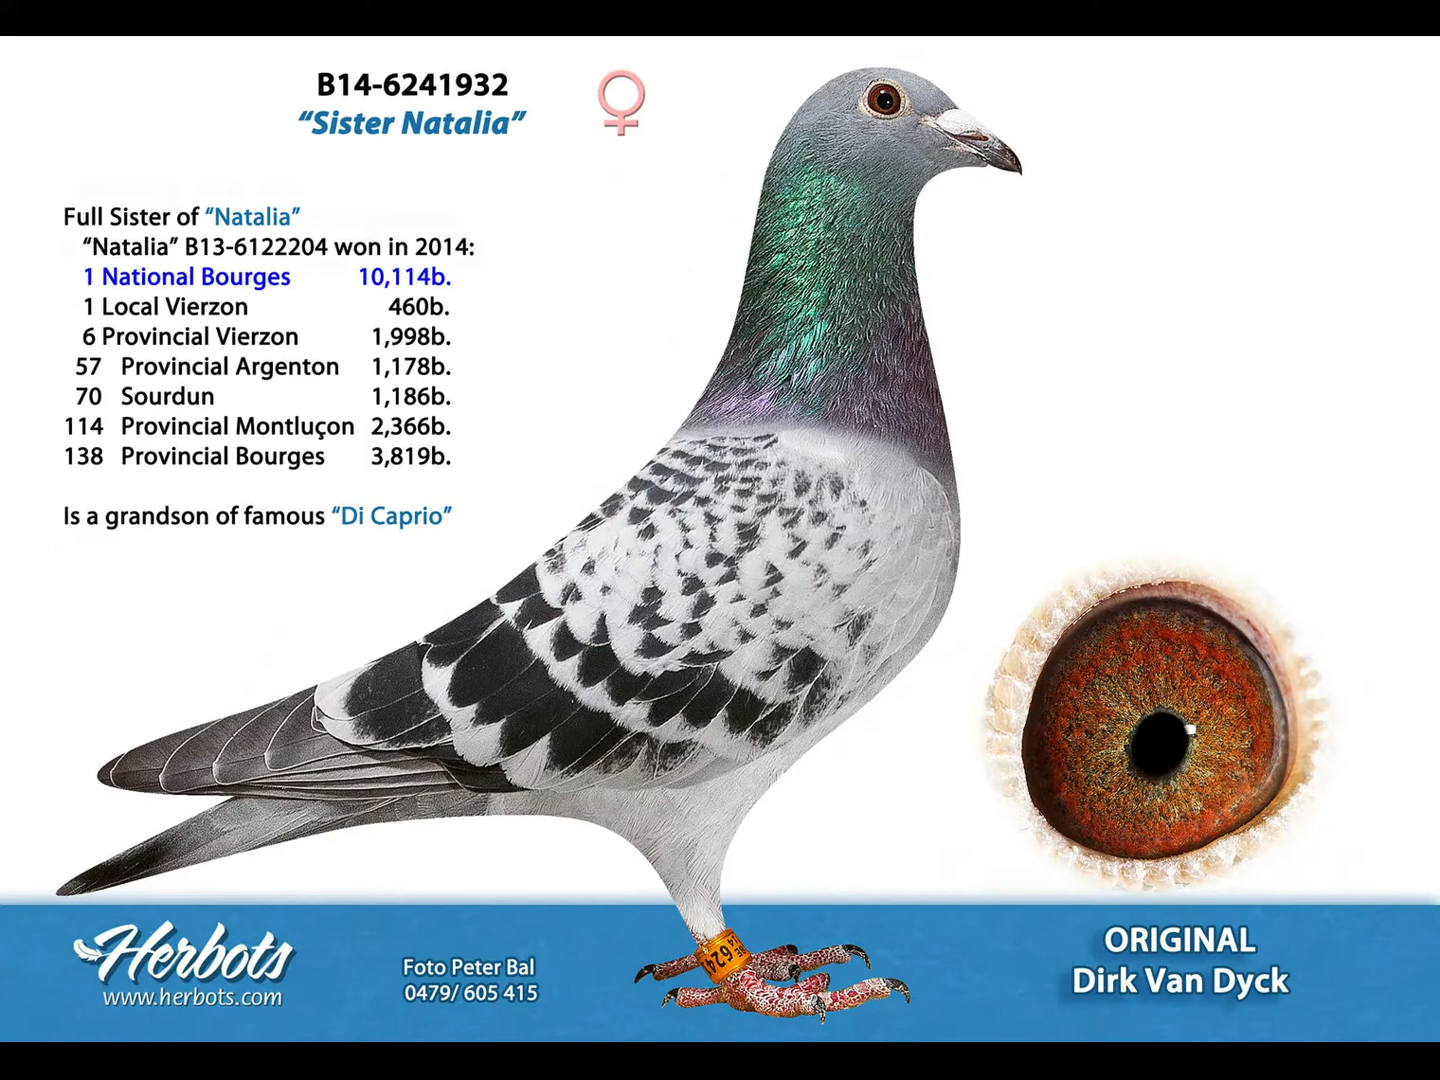 B14-6241932
“Sister Natalia”
Full Sister of “Natalia”
“Natalia” B13-6122204 won in 2014:
1 National Bourges 10,114b.
1 Local Vierzon 460b.
6 Provincial Vierzon 1,998b.
57 Provincial Argenton 1,178b.
70 Sourdun 1,186b.
114 Provincial Montluçon 2,366b.
138 Provincial Bourges 3,819b.
Is a grandson of famous “Di Caprio”
Herbots
www.herbots.com
Foto Peter Bal
0479/ 605 415
ORIGINAL
Dirk Van Dyck
624